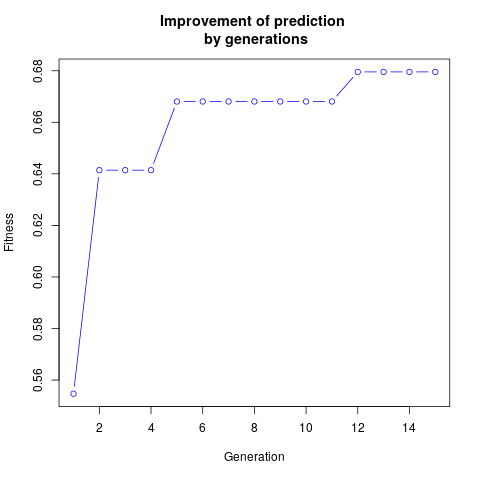 Improvement of prediction
by generations
0.68
0.66
0.64
0.62
0.60
0.58
0.56
Fitness
2 4 6 8 10 12 14
Generation